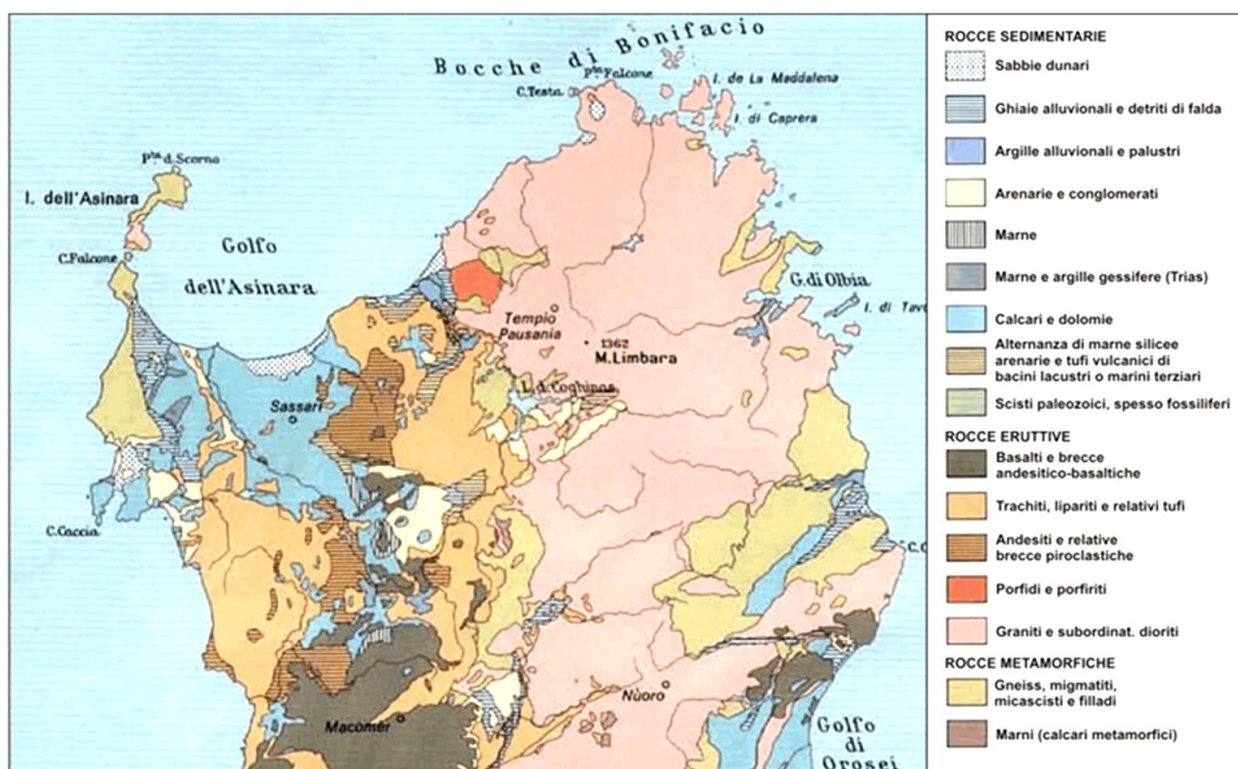 Bocche di Bonifacio
Pta Falcone
C.Testa
I. de La Maddalena
I. di Caprera
Pta d. Scorno
I. dell'Asinara
Golfo
dell'Asinara
C.Falcone
G.di Olbia
I. di Tavo
Tempio
Pausania
1362
M.Limbara
L. d. Coghinas
Sassari
C.Caccia
C.C
Nùoro
Macomer
Golfo
di
Orosei
ROCCE SEDIMENTARIE
Sabbie dunari
Ghiaie alluvionali e detriti di falda
Argille alluvionali e palustri
Arenarie e conglomerati
Marne
Marne e argille gessifere (Trias)
Calcari e dolomie
Alternanza di marne silicee
arenarie e tufi vulcanici di
bacini lacustri o marini terziari
Scisti paleozoici, spesso fossiliferi
ROCCE ERUTTIVE
Basalti e brecce
andesitico-basaltiche
Trachiti, lipariti e relativi tufi
Andesiti e relative
brecce piroclastiche
Porfidi e porfiriti
Graniti e subordinat. dioriti
ROCCE METAMORFICHE
Gneiss, migmatiti,
micascisti e filladi
Marni (calcari metamorfici)